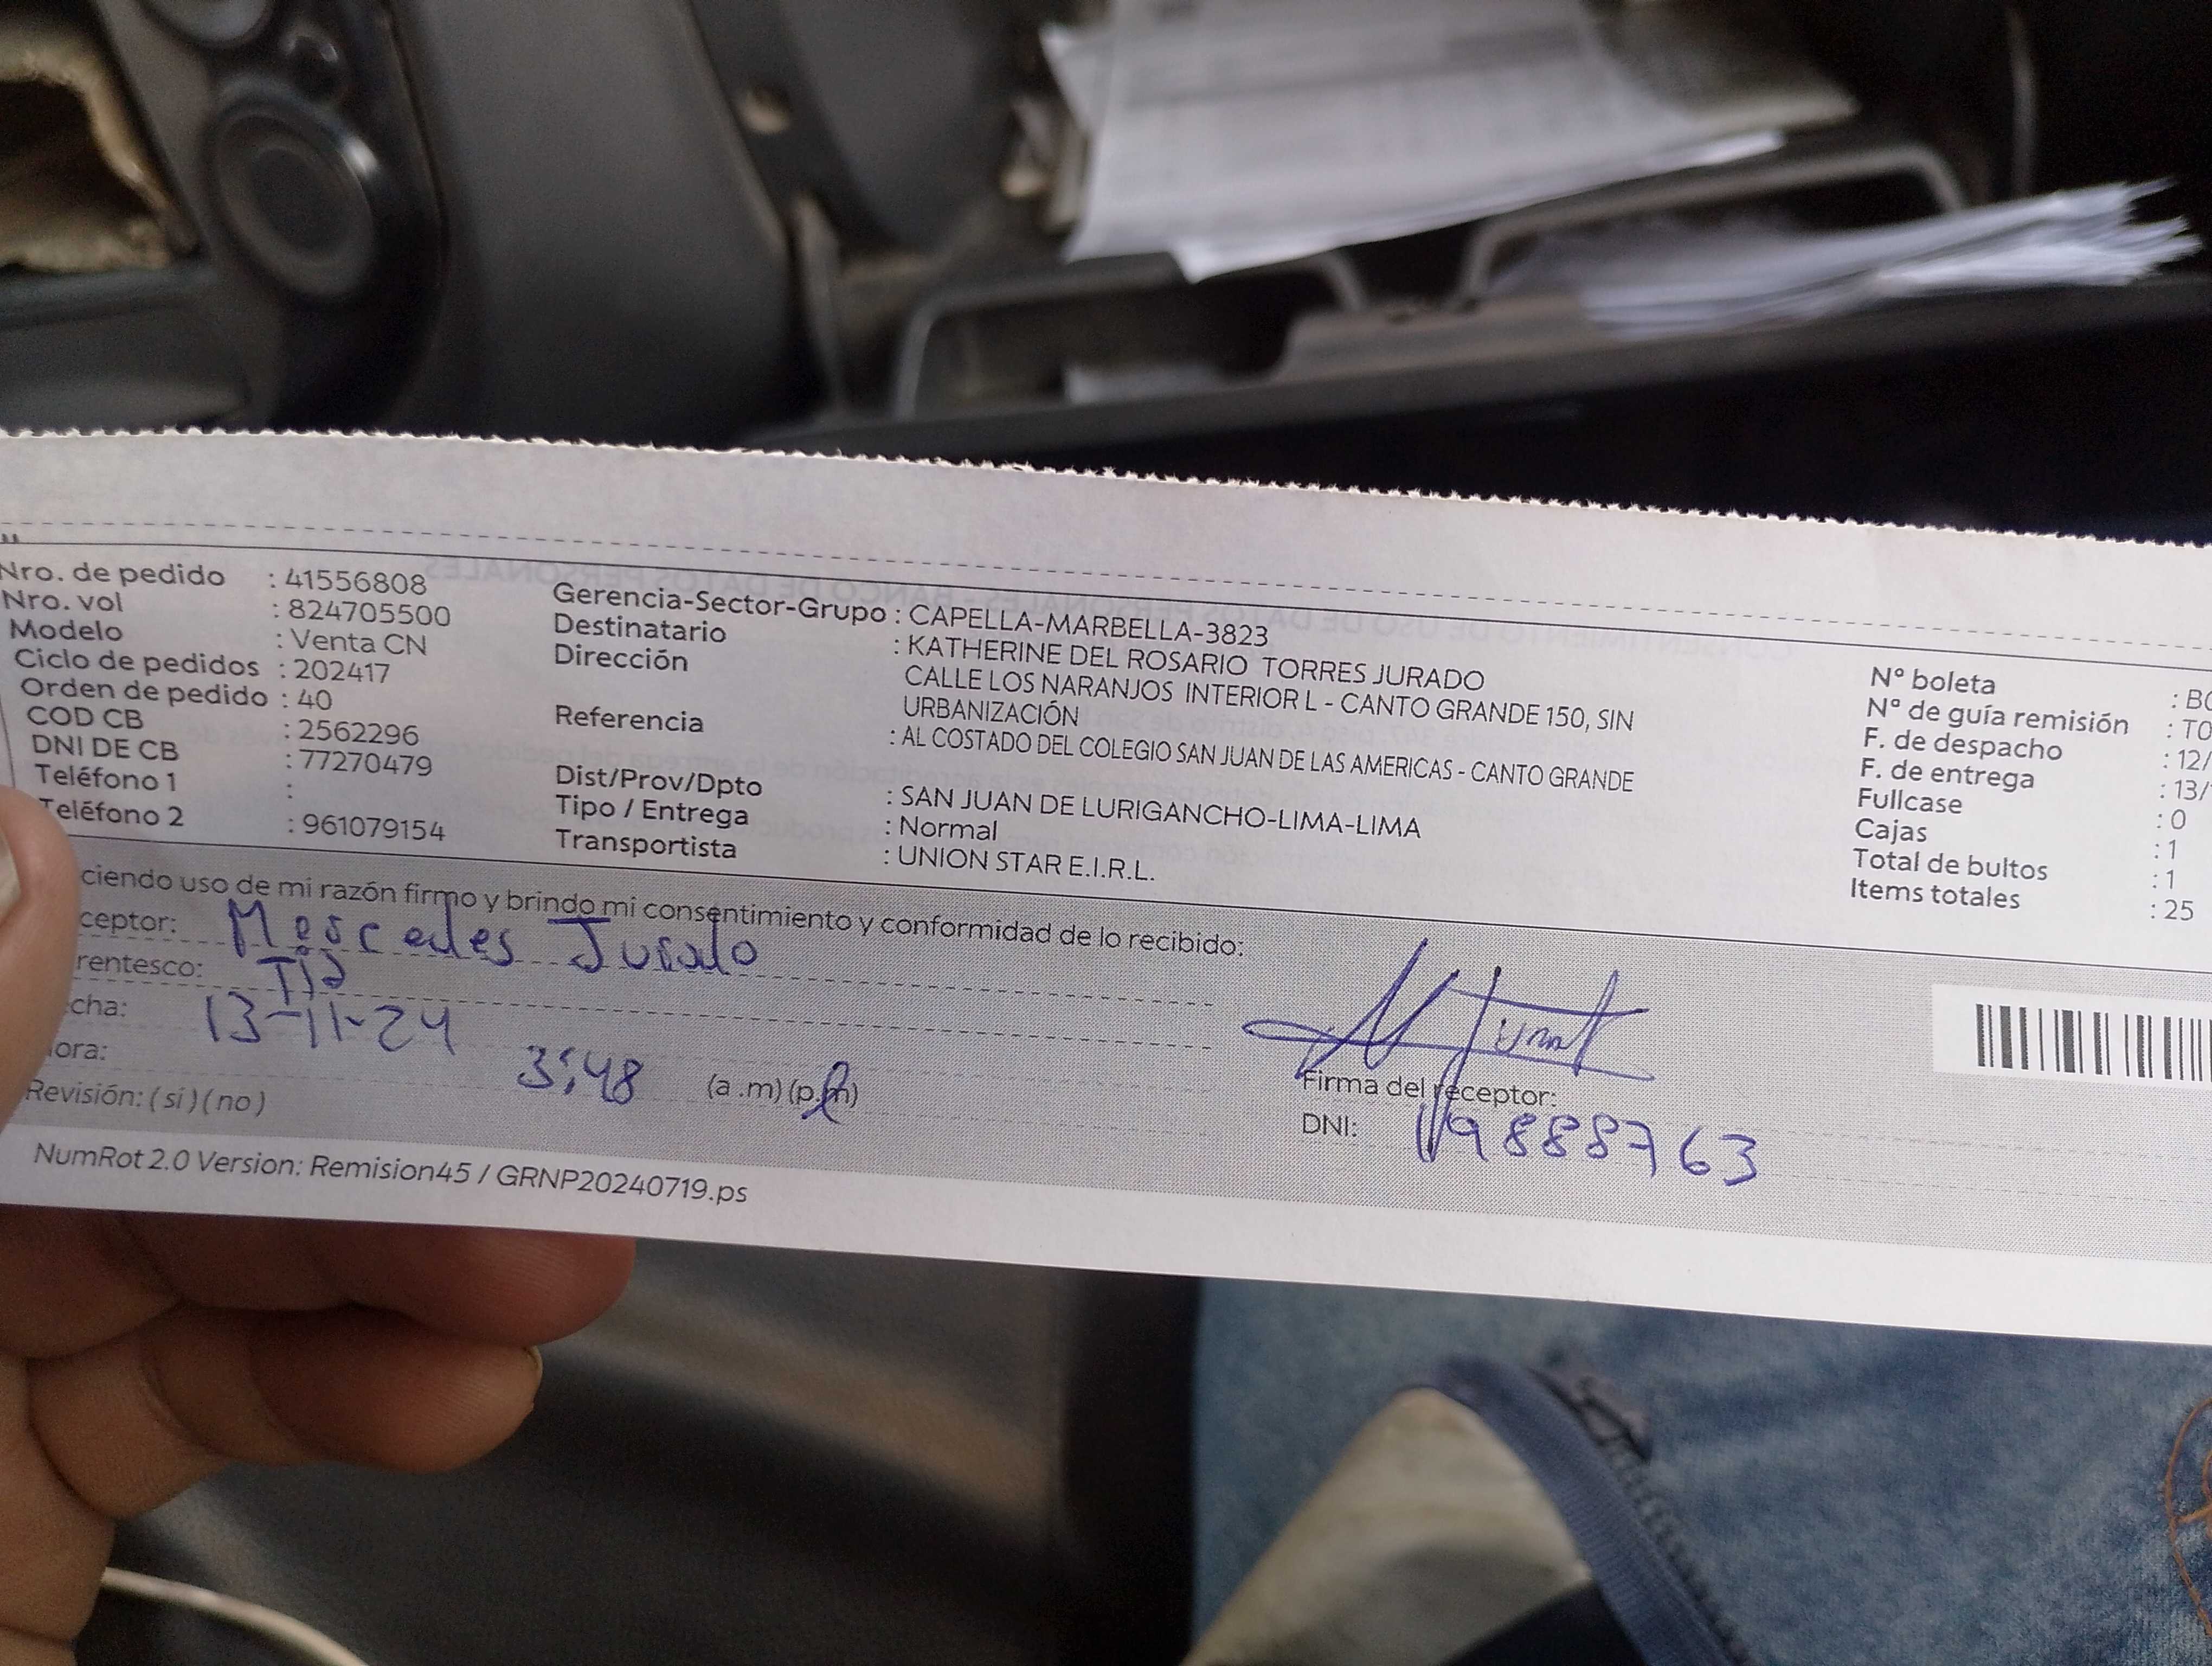 Nro. de pedido : 41556808
Nro. vol : 824705500
Modelo : Venta CN
Ciclo de pedidos : 202417
Orden de pedido : 40
COD CB : 2562296
DNI DE CB : 77270479
Teléfono 1 :
Teléfono 2 : 961079154
Gerencia-Sector-Grupo : CAPELLA-MARBELLA-3823
Destinatario : KATHERINE DEL ROSARIO TORRES JURADO
Dirección CALLE LOS NARANJOS INTERIOR L - CANTO GRANDE 150, SIN
URBANIZACIÓN
Referencia : AL COSTADO DEL COLEGIO SAN JUAN DE LAS AMERICAS - CANTO GRANDE
Dist/Prov/Dpto : SAN JUAN DE LURIGANCHO-LIMA-LIMA
Tipo / Entrega : Normal
Transportista : UNION STAR E.I.R.L.
Nº boleta : B0
Nº de guía remisión : T0
F. de despacho : 12/
F. de entrega : 13/
Fullcase : 0
Cajas : 1
Total de bultos : 1
Items totales : 25
ciendo uso de mi razón firmo y brindo mi consentimiento y conformidad de lo recibido:
ceptor: Mercedes Jurado
rentesco: Tía
cha: 13-11-24
ora: 3:48 (a .m) (p.m)
Revisión: ( si ) ( no )
Firma del receptor:
DNI: 9888763
NumRot 2.0 Version: Remision45 / GRNP20240719.ps